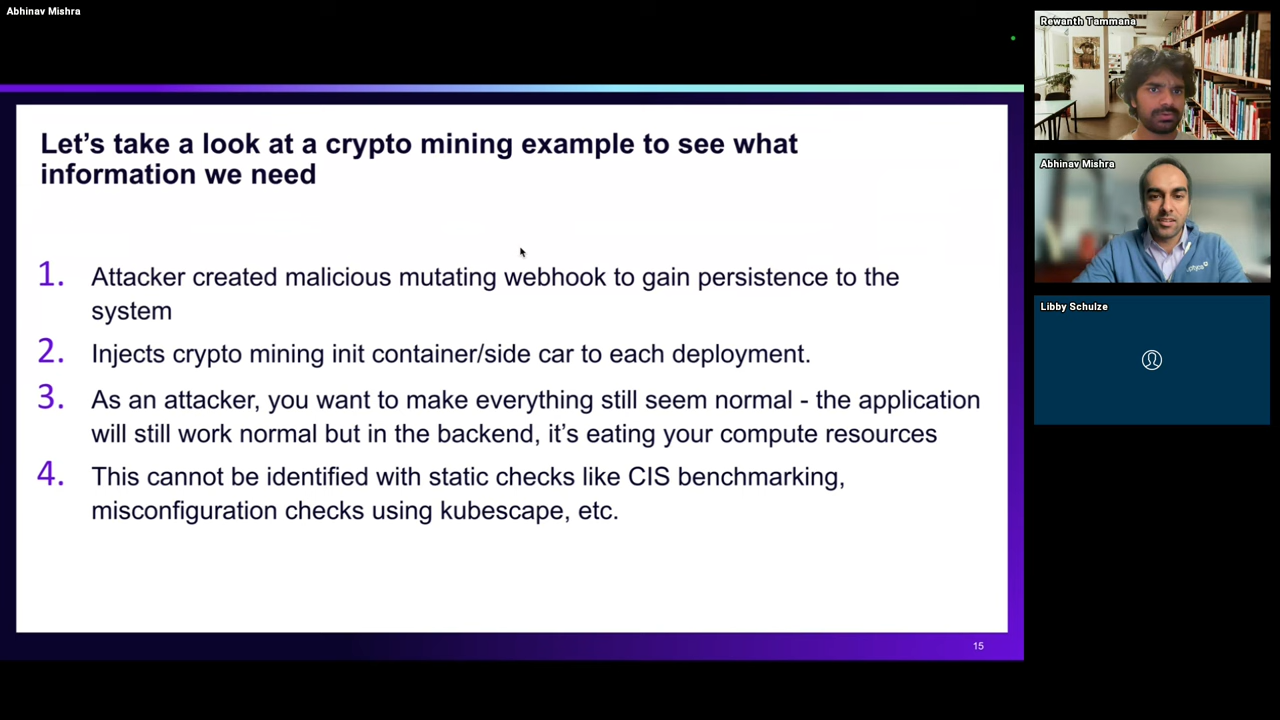 Abhinav Mishra
Rewanth Tammana
Let's take a look at a crypto mining example to see what
information we need
Abhinav Mishra
1. Attacker created malicious mutating webhook to gain persistence to the
system
Libby Schulze
2. Injects crypto mining init container/side car to each deployment.
3. As an attacker, you want to make everything still seem normal - the application
will still work normal but in the backend, it's eating your compute resources
4. This cannot be identified with static checks like CIS benchmarking,
misconfiguration checks using kubescape, etc.
15